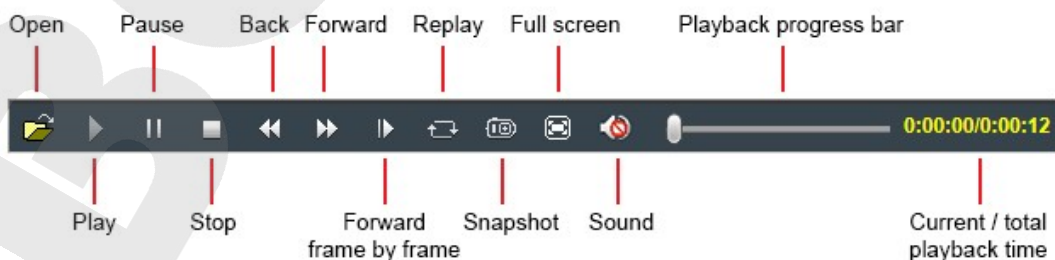 Open Pause Back Forward Replay Full screen Playback progress bar
0:00:00/0:00:12
Play Stop Forward Snapshot Sound Current / total
frame by frame playback time